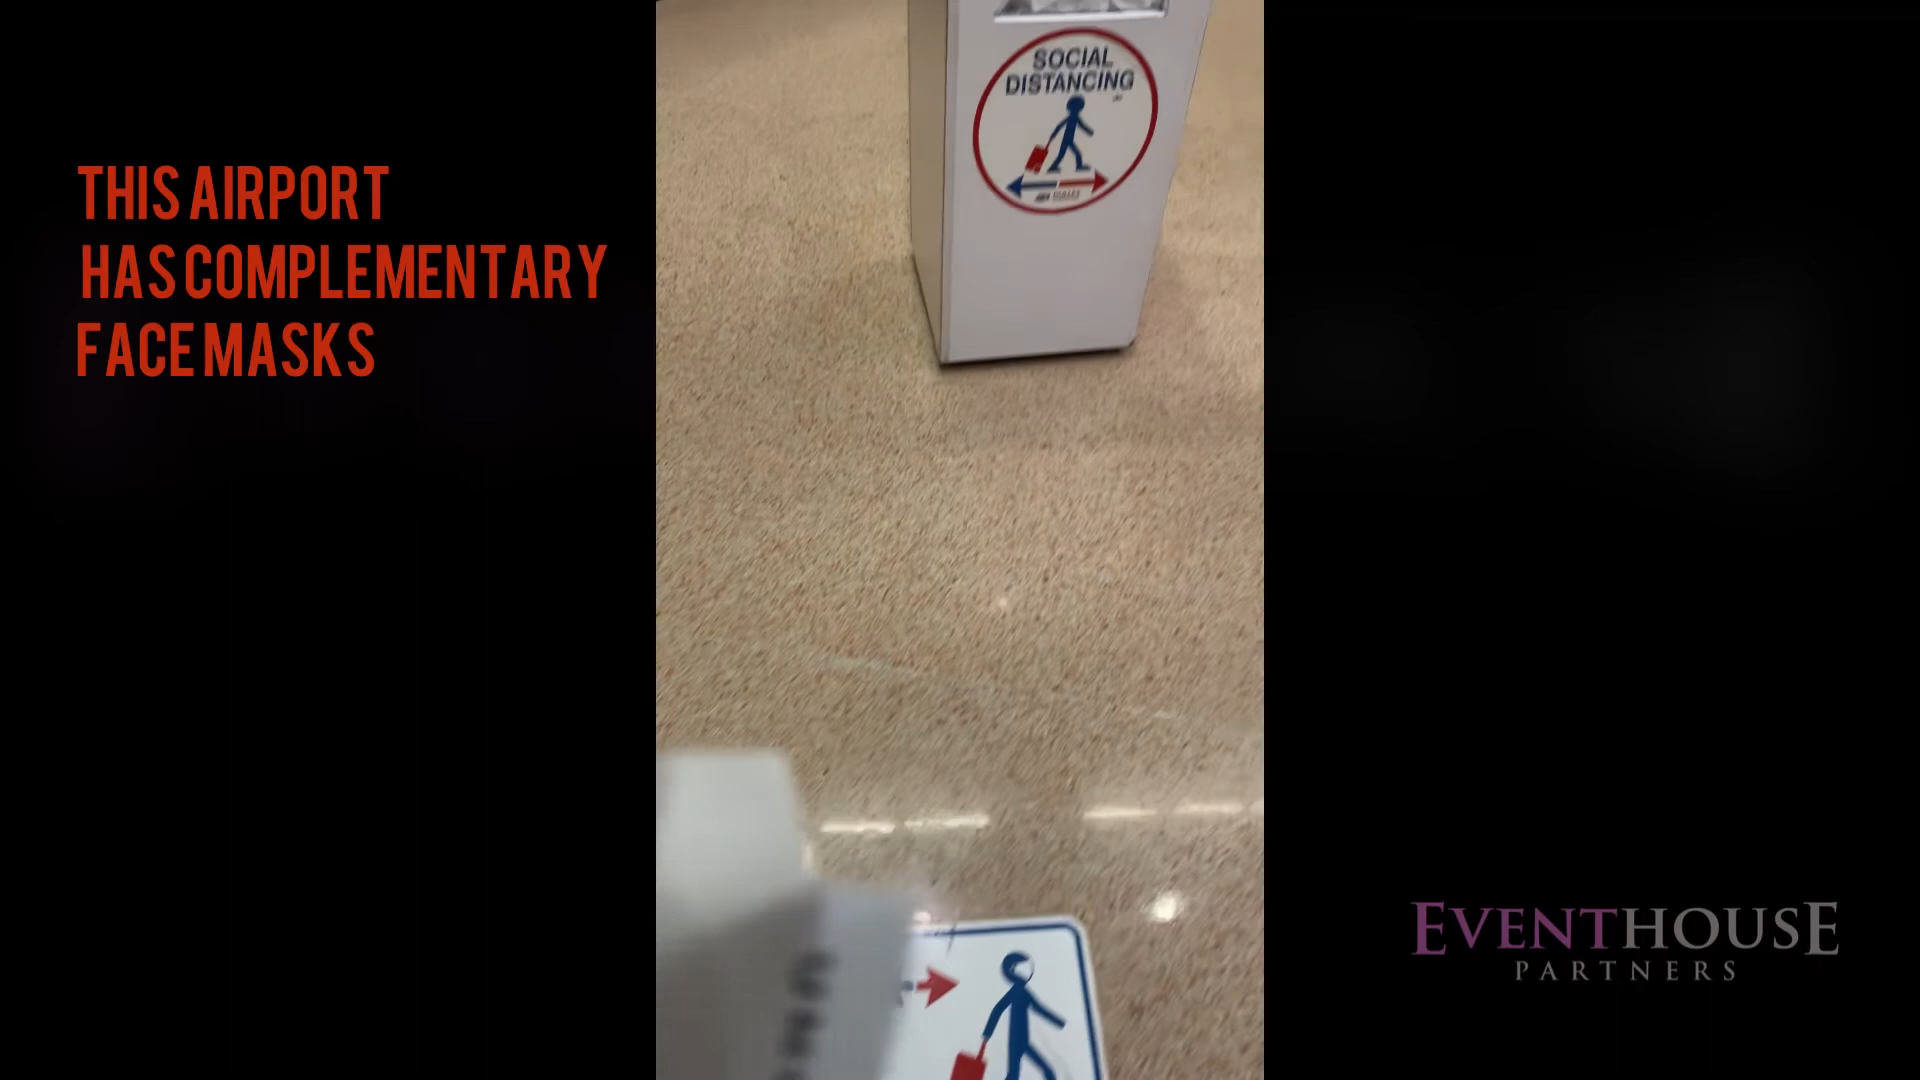 THIS AIRPORT
HAS COMPLEMENTARY
FACE MASKS
SOCIAL
DISTANCING
EVENTHOUSE
PARTNERS